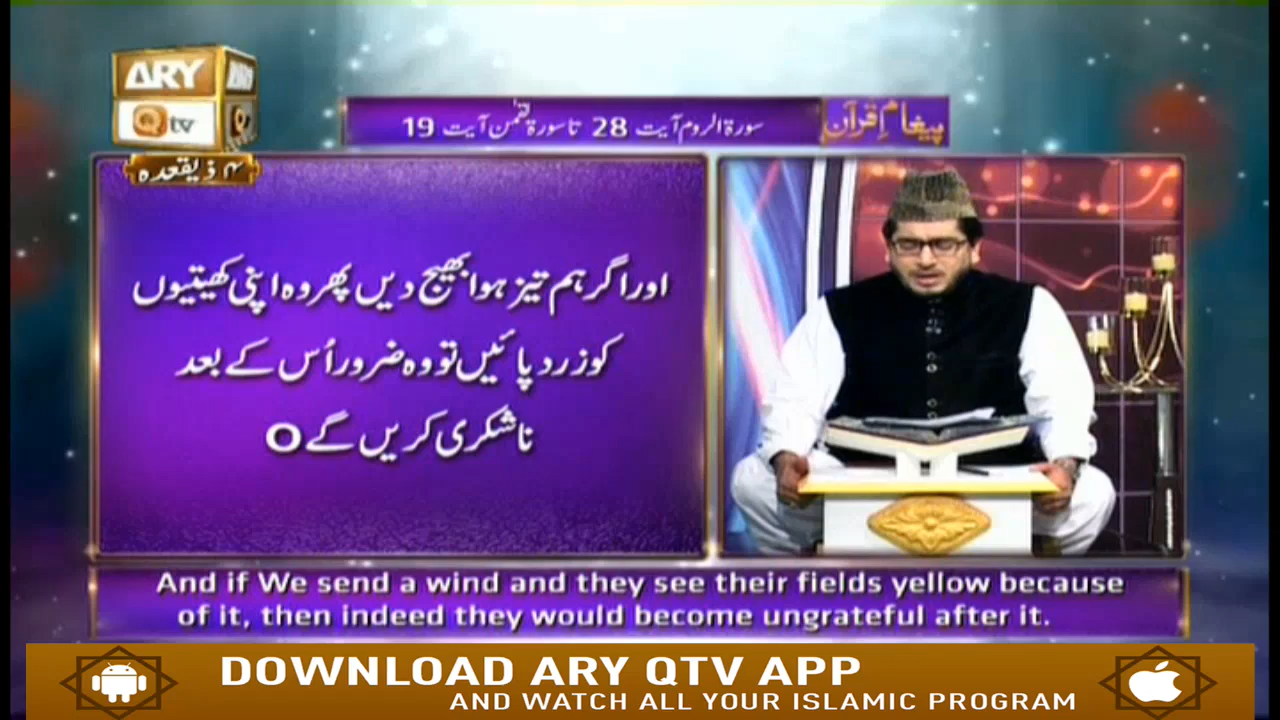 ARY
Qtv
سورۃ الروم آیت 28 تا سورۃ لقمٰن آیت 19
پیغامِ قرآن
۴ ذیقعدہ
اور اگر ہم تیز ہوا بھیج دیں پھر وہ اپنی کھیتیوں
کو زرد پائیں تو وہ ضرور اُس کے بعد
ناشکری کریں گے O
And if We send a wind and they see their fields yellow because
of it, then indeed they would become ungrateful after it.
DOWNLOAD ARY QTV APP
AND WATCH ALL YOUR ISLAMIC PROGRAM